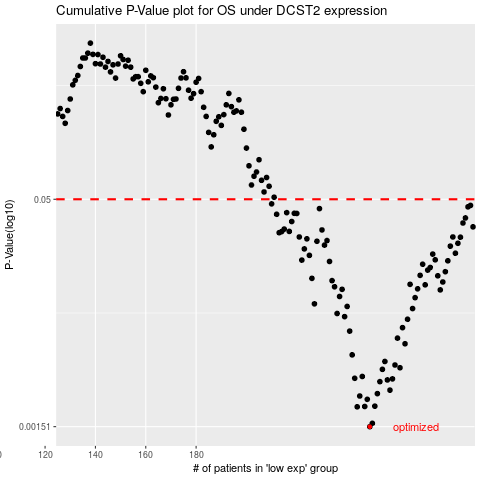 Cumulative P-Value plot for OS under DCST2 expression
P-Value(log10)
0.05
0.00151
optimized
0 120 140 160 180
# of patients in 'low exp' group